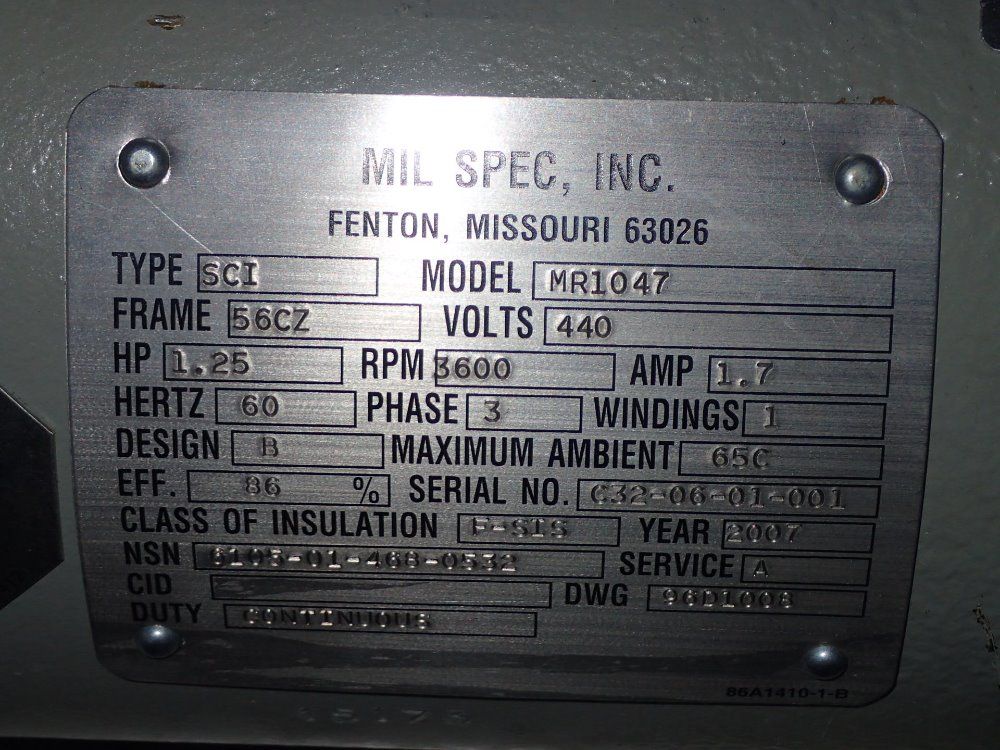 MIL SPEC, INC.
FENTON, MISSOURI 63026
TYPE SCI MODEL MR1047
FRAME 56CZ VOLTS 440
HP 1.25 RPM 3600 AMP 1.7
HERTZ 60 PHASE 3 WINDINGS 1
DESIGN B MAXIMUM AMBIENT 65C
EFF. 86 % SERIAL NO. C32-06-01-001
CLASS OF INSULATION F-SIS YEAR 2007
NSN 6105-01-468-0532 SERVICE A
CID DWG 96D1008
DUTY CONTINUOUS
86A1410-1-B